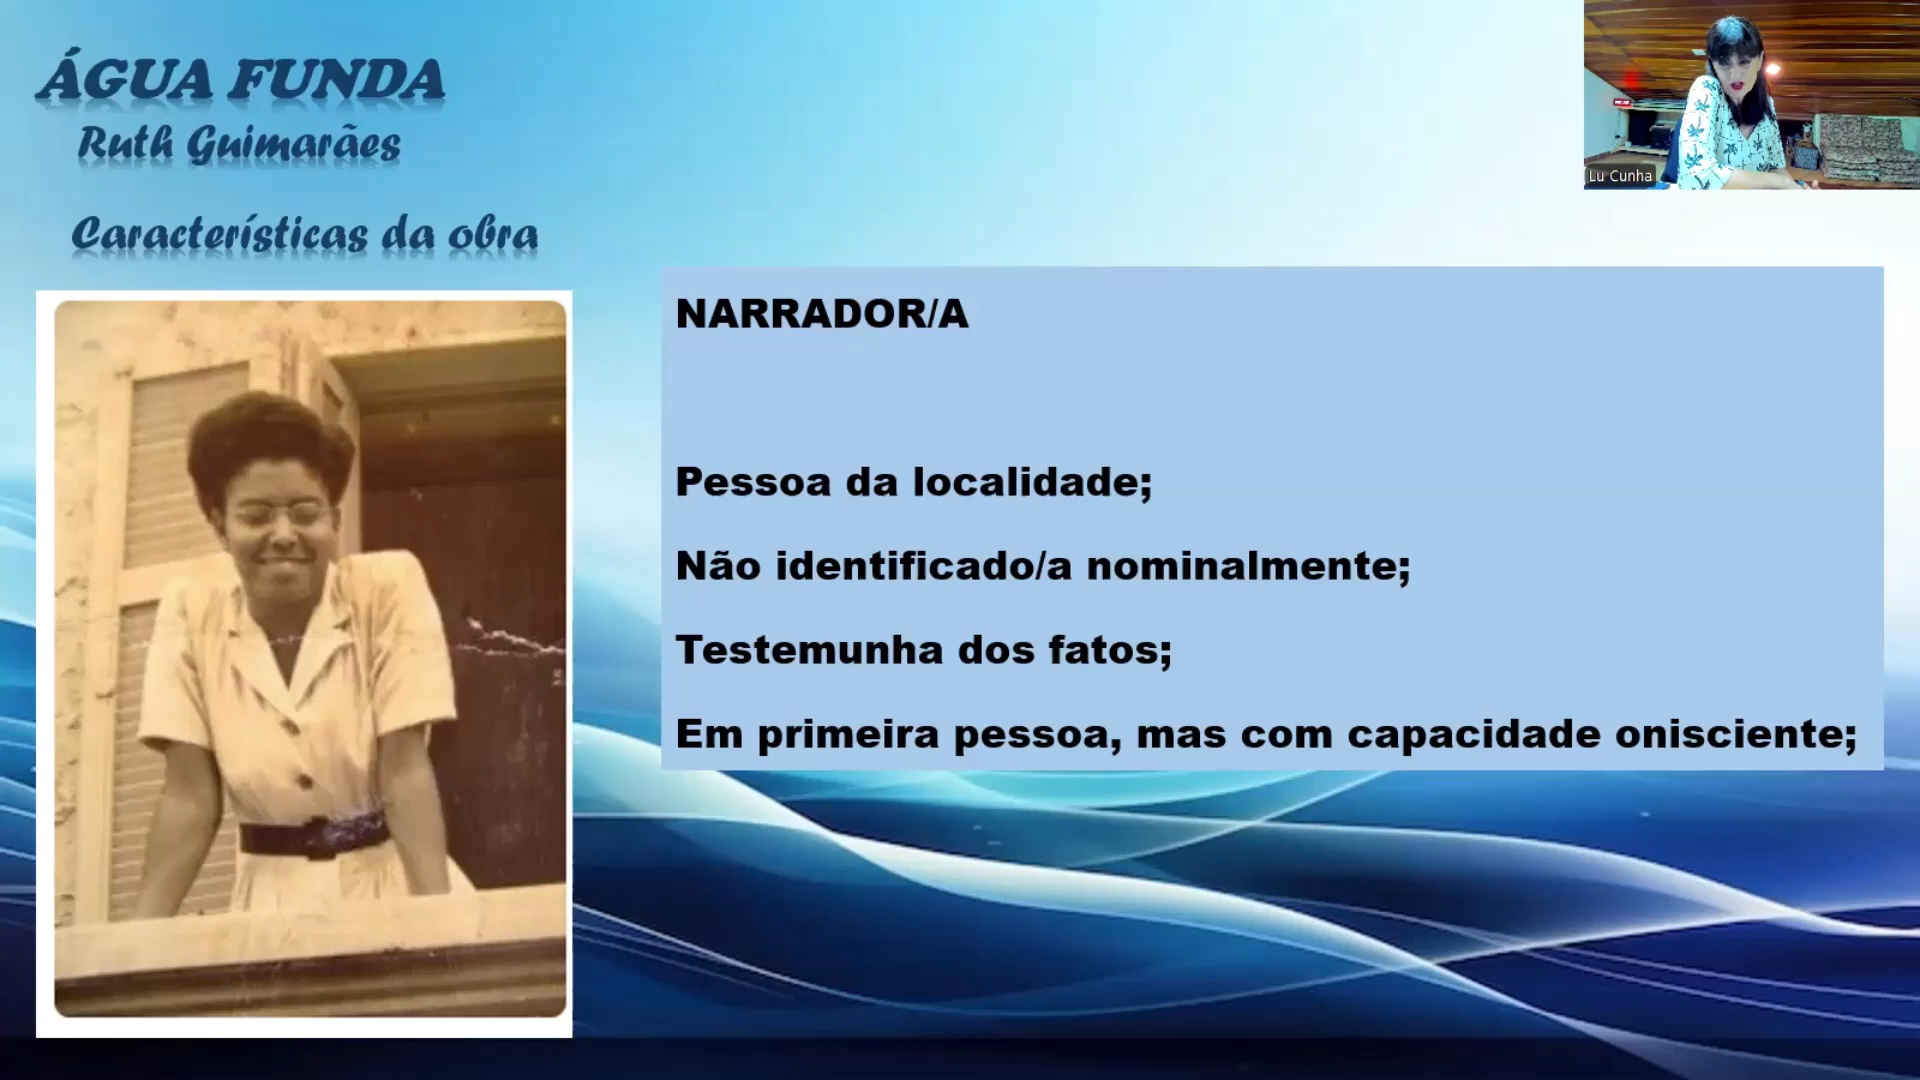 ÁGUA FUNDA
Ruth Guimarães
Características da obra
NARRADOR/A
Pessoa da localidade;
Não identificado/a nominalmente;
Testemunha dos fatos;
Em primeira pessoa, mas com capacidade onisciente;
Lu Cunha